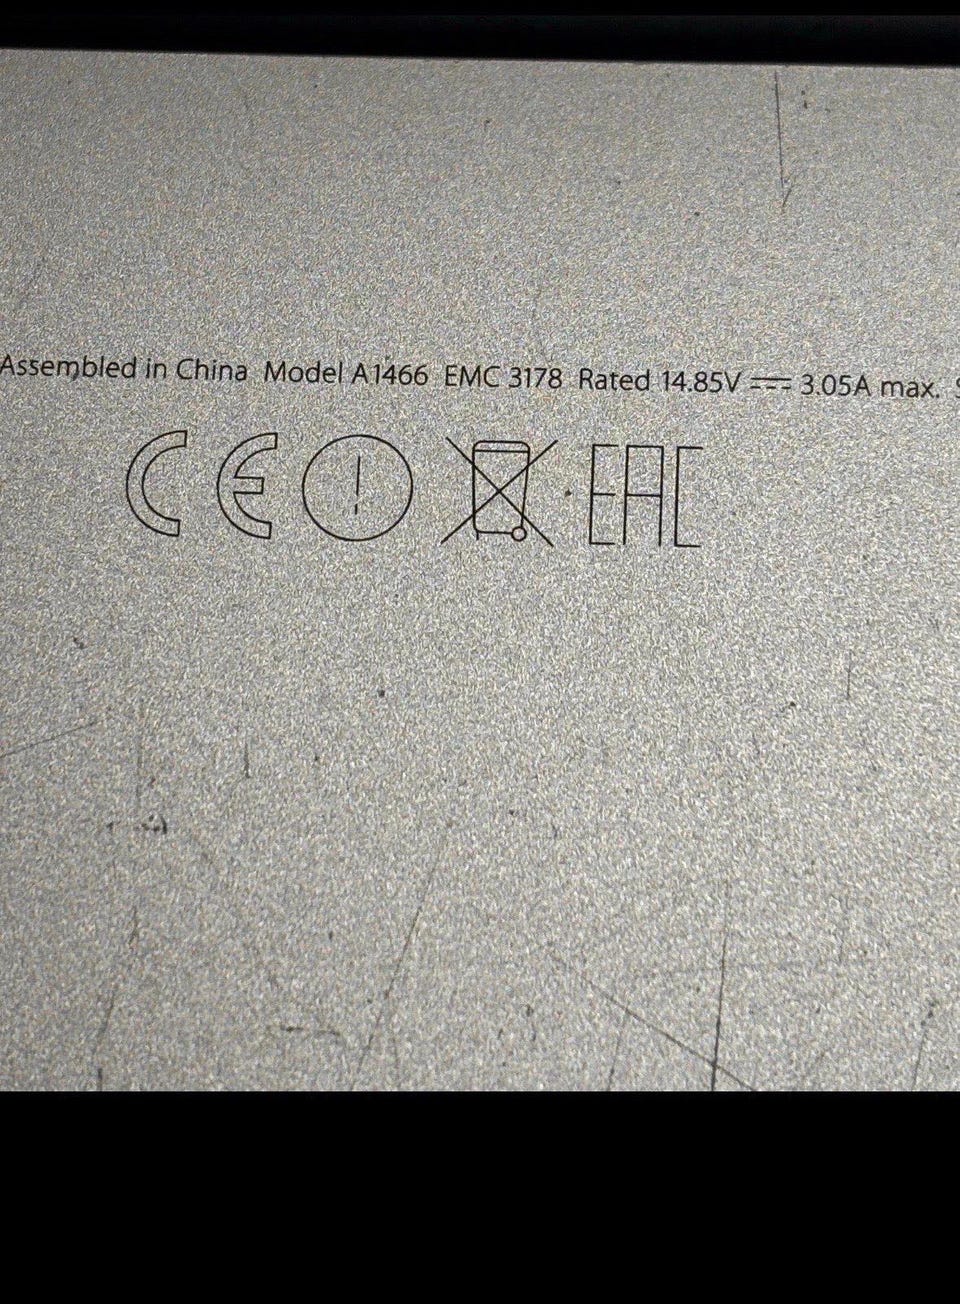 Assembled in China Model A1466 EMC 3178 Rated 14.85V ⎓ 3.05A max.
CE EAC